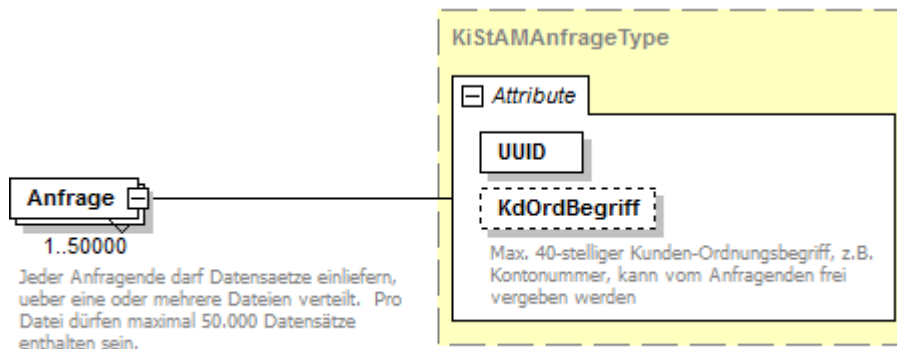 KiStAMAnfrageType
Attribute
UUID
KdOrdBegriff
Max. 40-stelliger Kunden-Ordnungsbegriff, z.B.
Kontonummer, kann vom Anfragenden frei
vergeben werden
Anfrage
1..50000
Jeder Anfragende darf Datensaetze einliefern,
ueber eine oder mehrere Dateien verteilt. Pro
Datei dürfen maximal 50.000 Datensätze
enthalten sein.